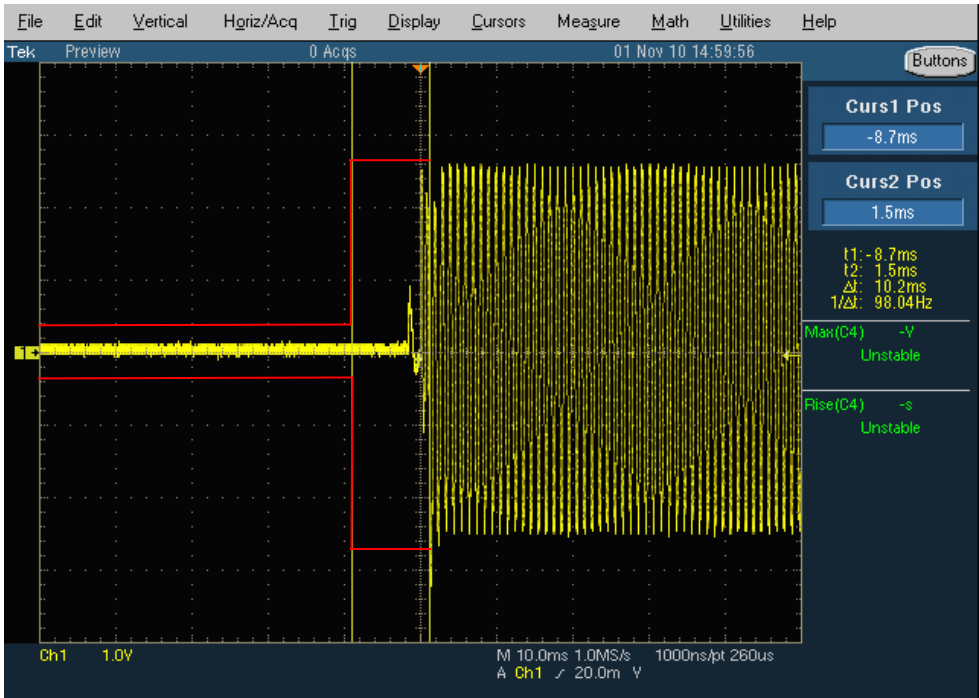 File Edit Vertical Horiz/Acq Trig Display Cursors Measure Math Utilities Help
Tek Preview 0 Acqs 01 Nov 10 14:59:56
Buttons
Curs1 Pos
-8.7ms
Curs2 Pos
1.5ms
t1: -8.7ms
t2: 1.5ms
Δt: 10.2ms
1/Δt: 98.04Hz
1
Max(C4) -V
Unstable
Rise(C4) -s
Unstable
Ch1 1.0V M 10.0ms 1.0MS/s 1000ns/pt 260us
A Ch1 ∕ 20.0m V